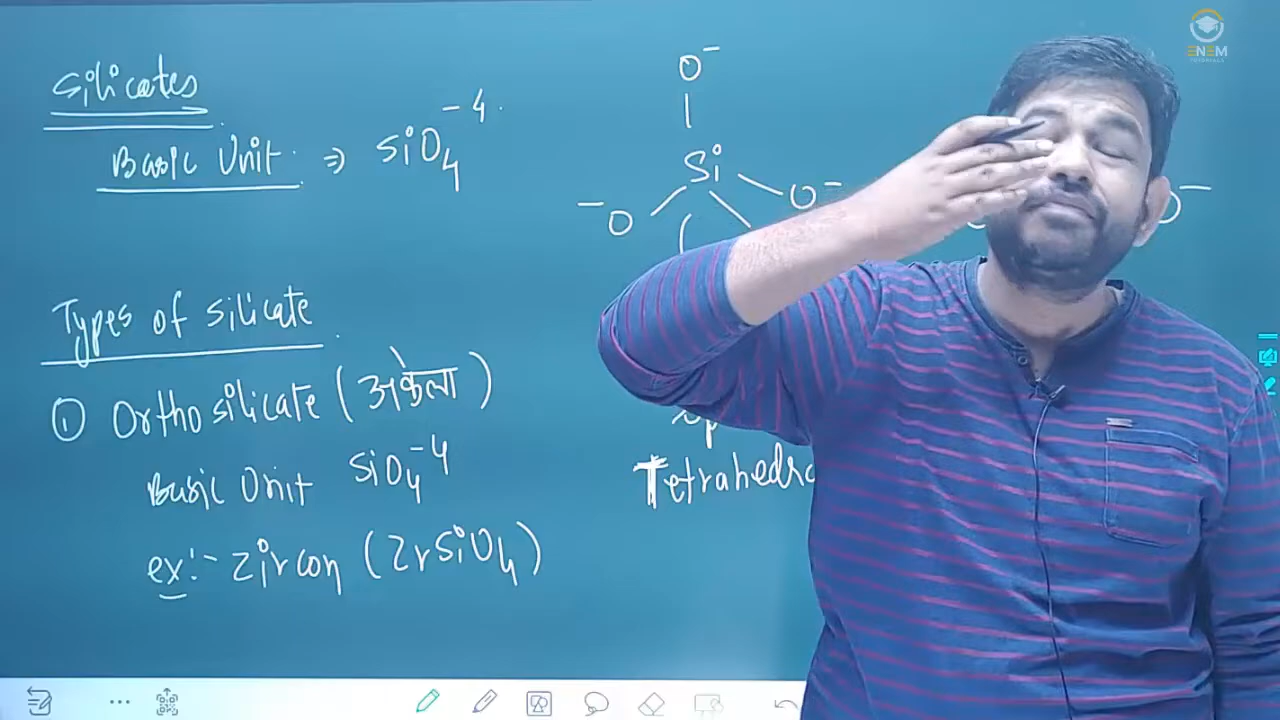 ENEM
Silicates
Basic Unit ⇒ SiO₄⁻⁴
O⁻
Si
⁻O
O⁻
O⁻
Types of silicate
① Orthosilicate (अकेला)
Basic Unit SiO₄⁻⁴
ex:- Zircon (ZrSiO₄)